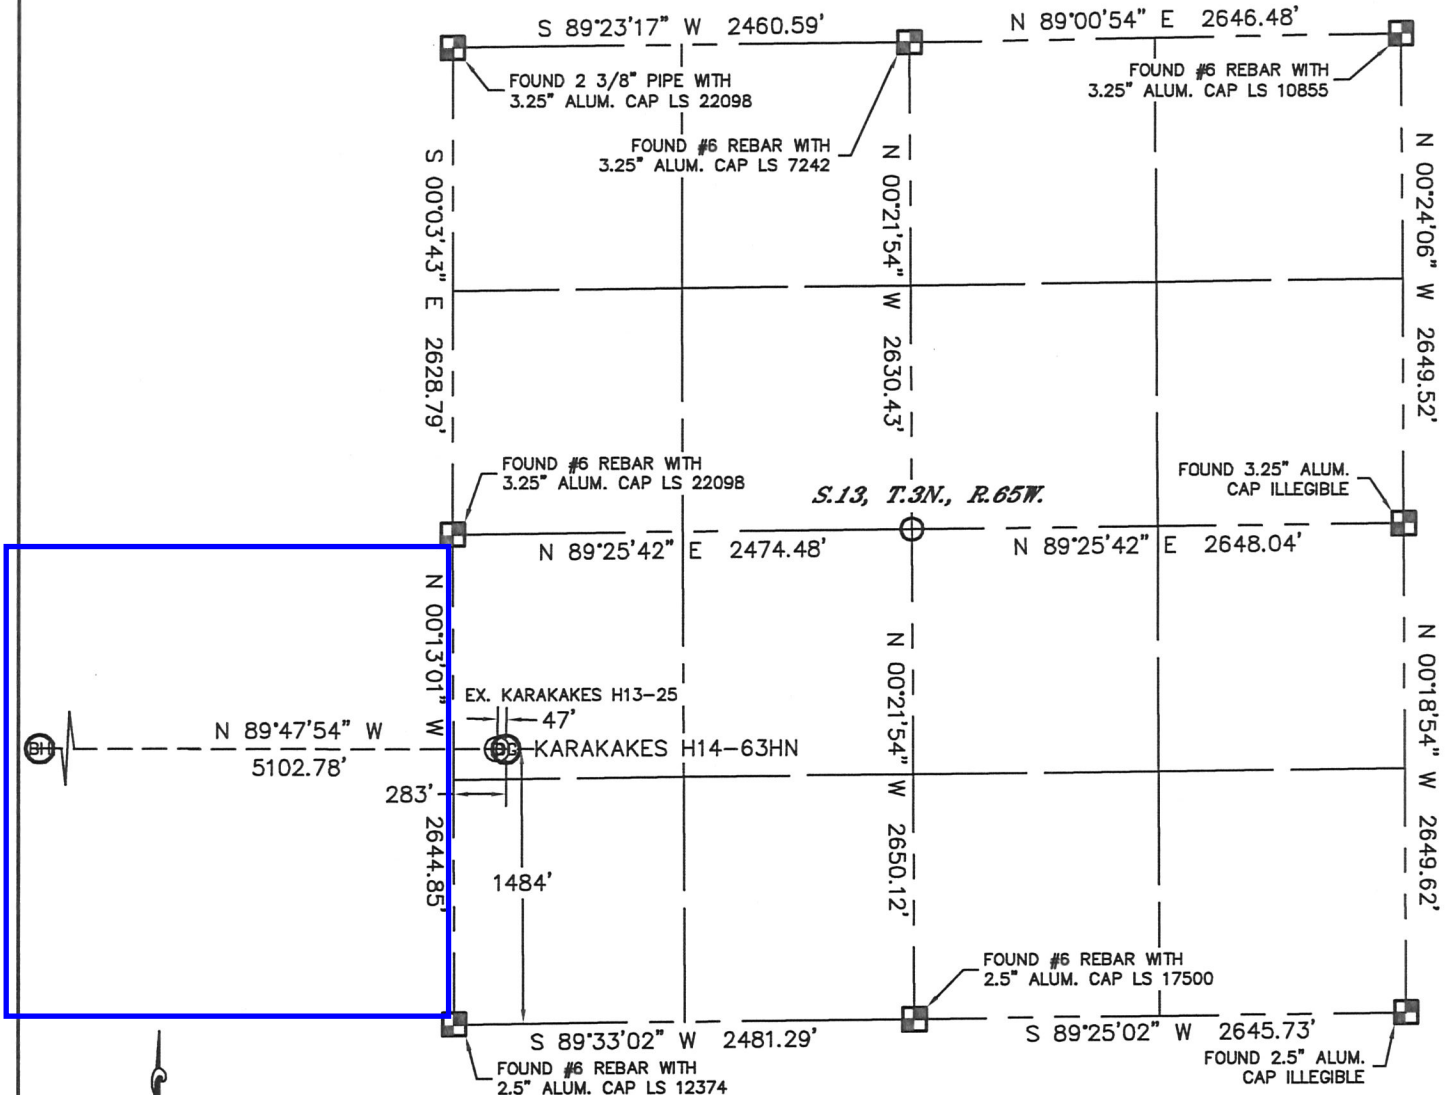 S 89°23'17" W 2460.59'
N 89°00'54" E 2646.48'
FOUND 2 3/8" PIPE WITH
3.25" ALUM. CAP LS 22098
FOUND #6 REBAR WITH
3.25" ALUM. CAP LS 10855
FOUND #6 REBAR WITH
3.25" ALUM. CAP LS 7242
S 00°03'43" E 2628.79'
N 00°21'54" W 2630.43'
N 00°24'06" W 2649.52'
FOUND #6 REBAR WITH
3.25" ALUM. CAP LS 22098
S.13, T.3N., R.65W.
FOUND 3.25" ALUM.
CAP ILLEGIBLE
N 89°25'42" E 2474.48'
N 89°25'42" E 2648.04'
N 00°13'01" W 2644.85'
N 00°21'54" W 2650.12'
N 00°18'54" W 2649.62'
EX. KARAKAKES H13-25
47'
BH
N 89°47'54" W
5102.78'
KARAKAKES H14-63HN
283'
1484'
FOUND #6 REBAR WITH
2.5" ALUM. CAP LS 17500
S 89°33'02" W 2481.29'
S 89°25'02" W 2645.73'
FOUND #6 REBAR WITH
2.5" ALUM. CAP LS 12374
FOUND 2.5" ALUM.
CAP ILLEGIBLE